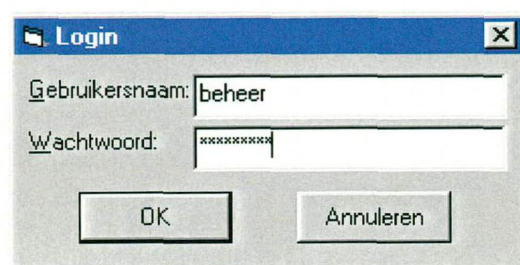 Login
Gebruikersnaam: beheer
Wachtwoord: *********
OK Annuleren